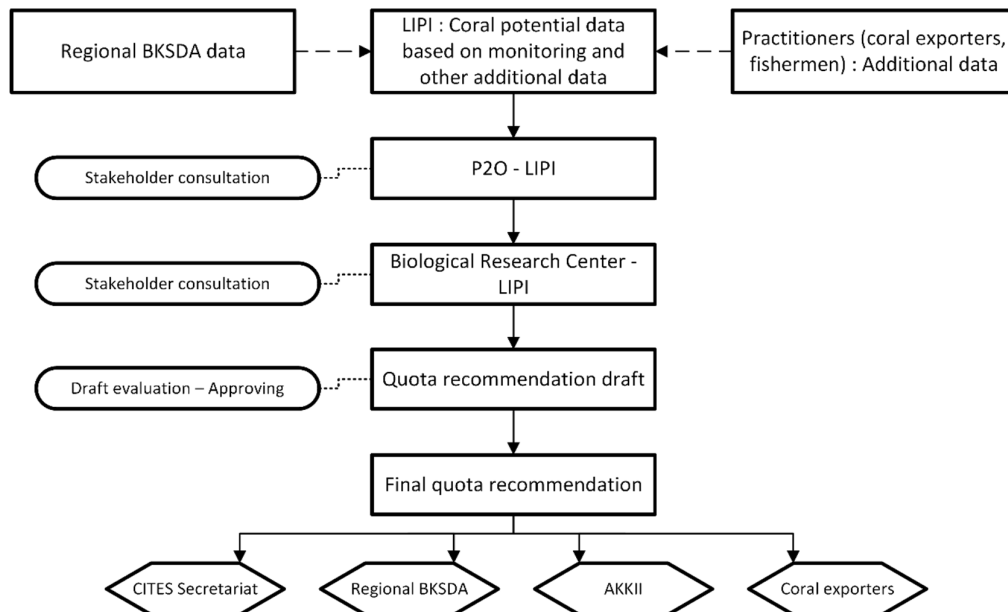 Regional BKSDA data
LIPI : Coral potential data
based on monitoring and
other additional data
Practitioners (coral exporters,
fishermen) : Additional data
Stakeholder consultation
P2O - LIPI
Stakeholder consultation
Biological Research Center -
LIPI
Draft evaluation – Approving
Quota recommendation draft
Final quota recommendation
CITES Secretariat
Regional BKSDA
AKKII
Coral exporters